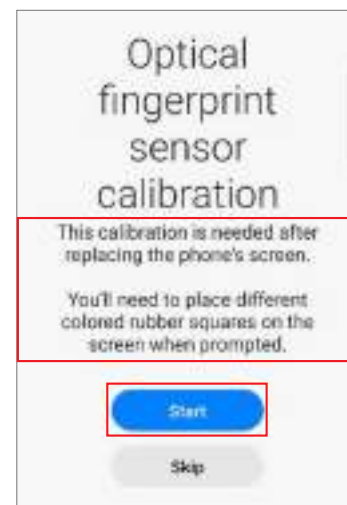 Optical
fingerprint
sensor
calibration
This calibration is needed after
replacing the phone's screen.
You'll need to place different
colored rubber squares on the
screen when prompted.
Start
Skip